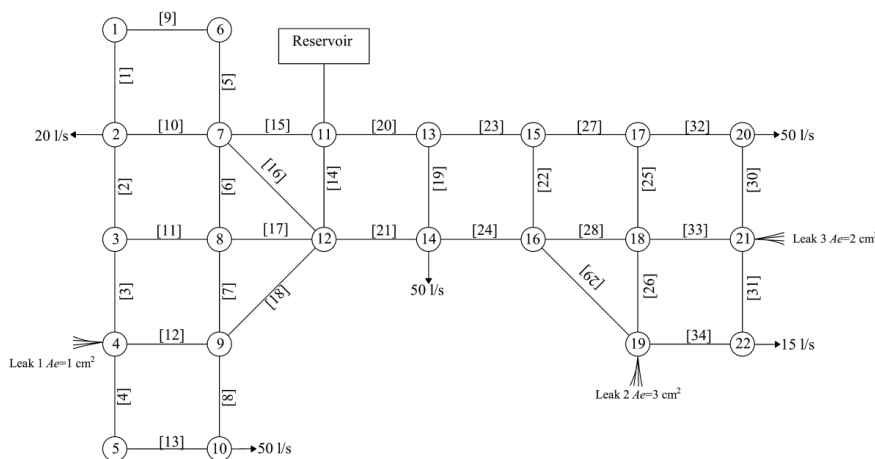 [9]
1 6
Reservoir
[1] [5]
20 l/s 2 [10] 7 [15] 11 [20] 13 [23] 15 [27] 17 [32] 20 50 l/s
[2] [6] [16] [14] [19] [22] [25] [30]
3 [11] 8 [17] 12 [21] 14 [24] 16 [28] 18 [33] 21 Leak 3 Ae=2 cm²
50 l/s
[3] [7] [18] [29] [26] [31]
Leak 1 Ae=1 cm² 4 [12] 9 19 [34] 22 15 l/s
Leak 2 Ae=3 cm²
[4] [8]
5 [13] 10 50 l/s